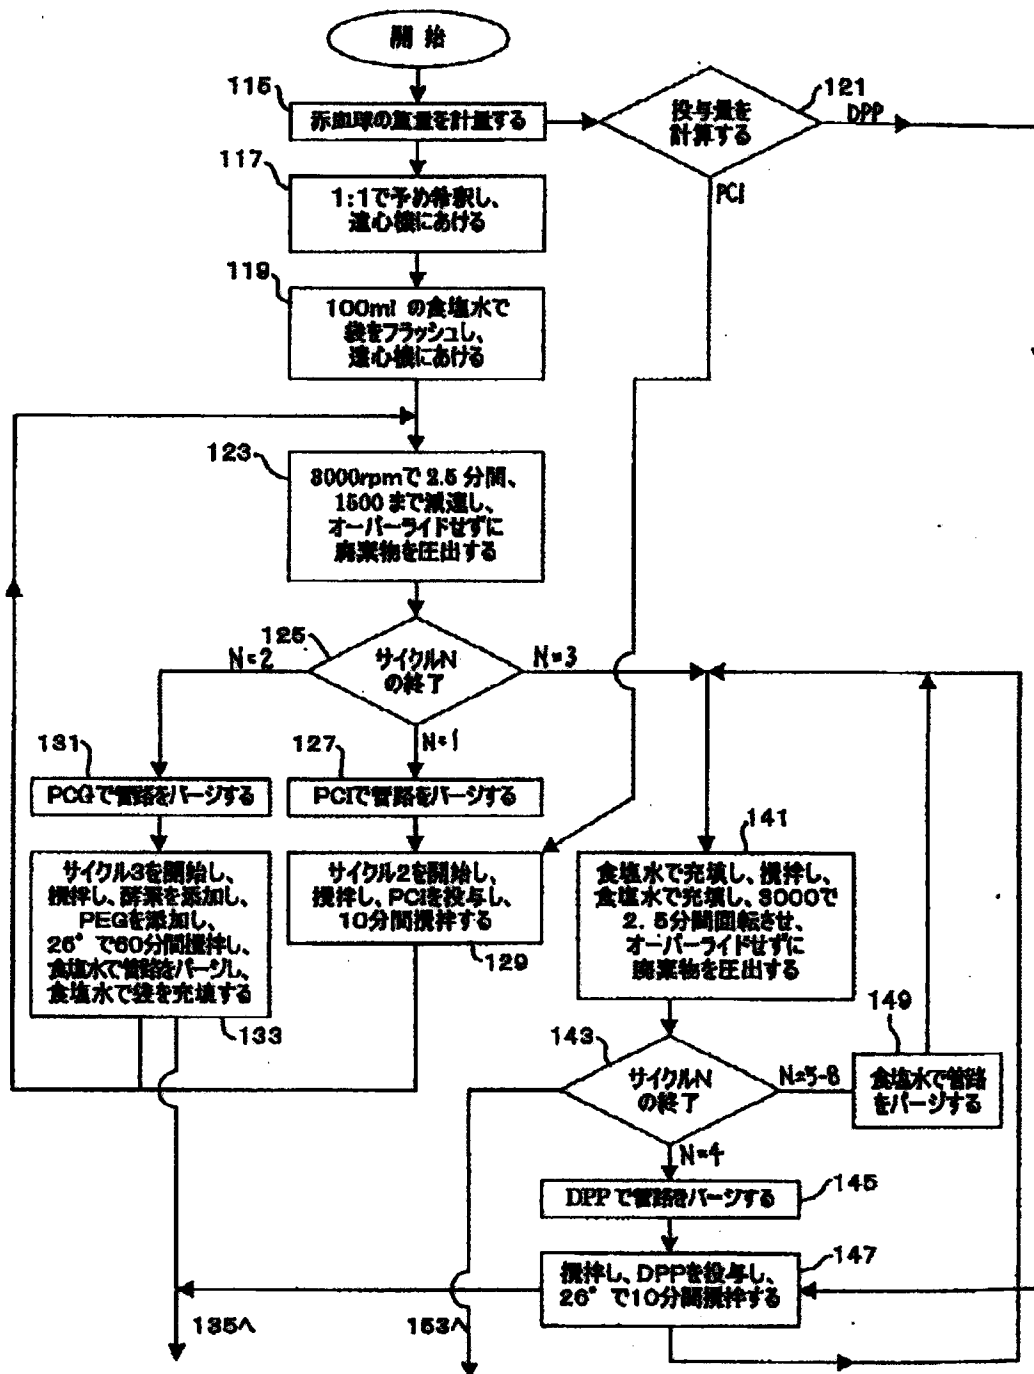 開始
115
赤血球の重量を計量する
121
投与量を
計算する
DPP
PCI
117
1:1で予め希釈し、
遠心機にあける
119
100ml の食塩水で
袋をフラッシュし、
遠心機にあける
123
3000rpmで 2.5 分間、
1500 まで減速し、
オーバーライドせずに
廃棄物を圧出する
125
サイクルN
の終了
N=2
N=3
N=1
131
PCGで管路をパージする
127
PCIで管路をパージする
サイクル3を開始し、
攪拌し、酵素を添加し、
PEGを添加し、
26°で60分間攪拌し、
食塩水で管路をパージし、
食塩水で袋を充填する
133
サイクル2を開始し、
攪拌し、PCIを投与し、
10分間攪拌する
129
141
食塩水で充填し、攪拌し、
食塩水で充填し、3000で
2.5分間回転させ、
オーバーライドせずに
廃棄物を圧出する
143
サイクルN
の終了
N=5-8
149
食塩水で管路
をパージする
N=4
DPPで管路をパージする
145
攪拌し、DPPを投与し、
26°で10分間攪拌する
147
135へ
153へ